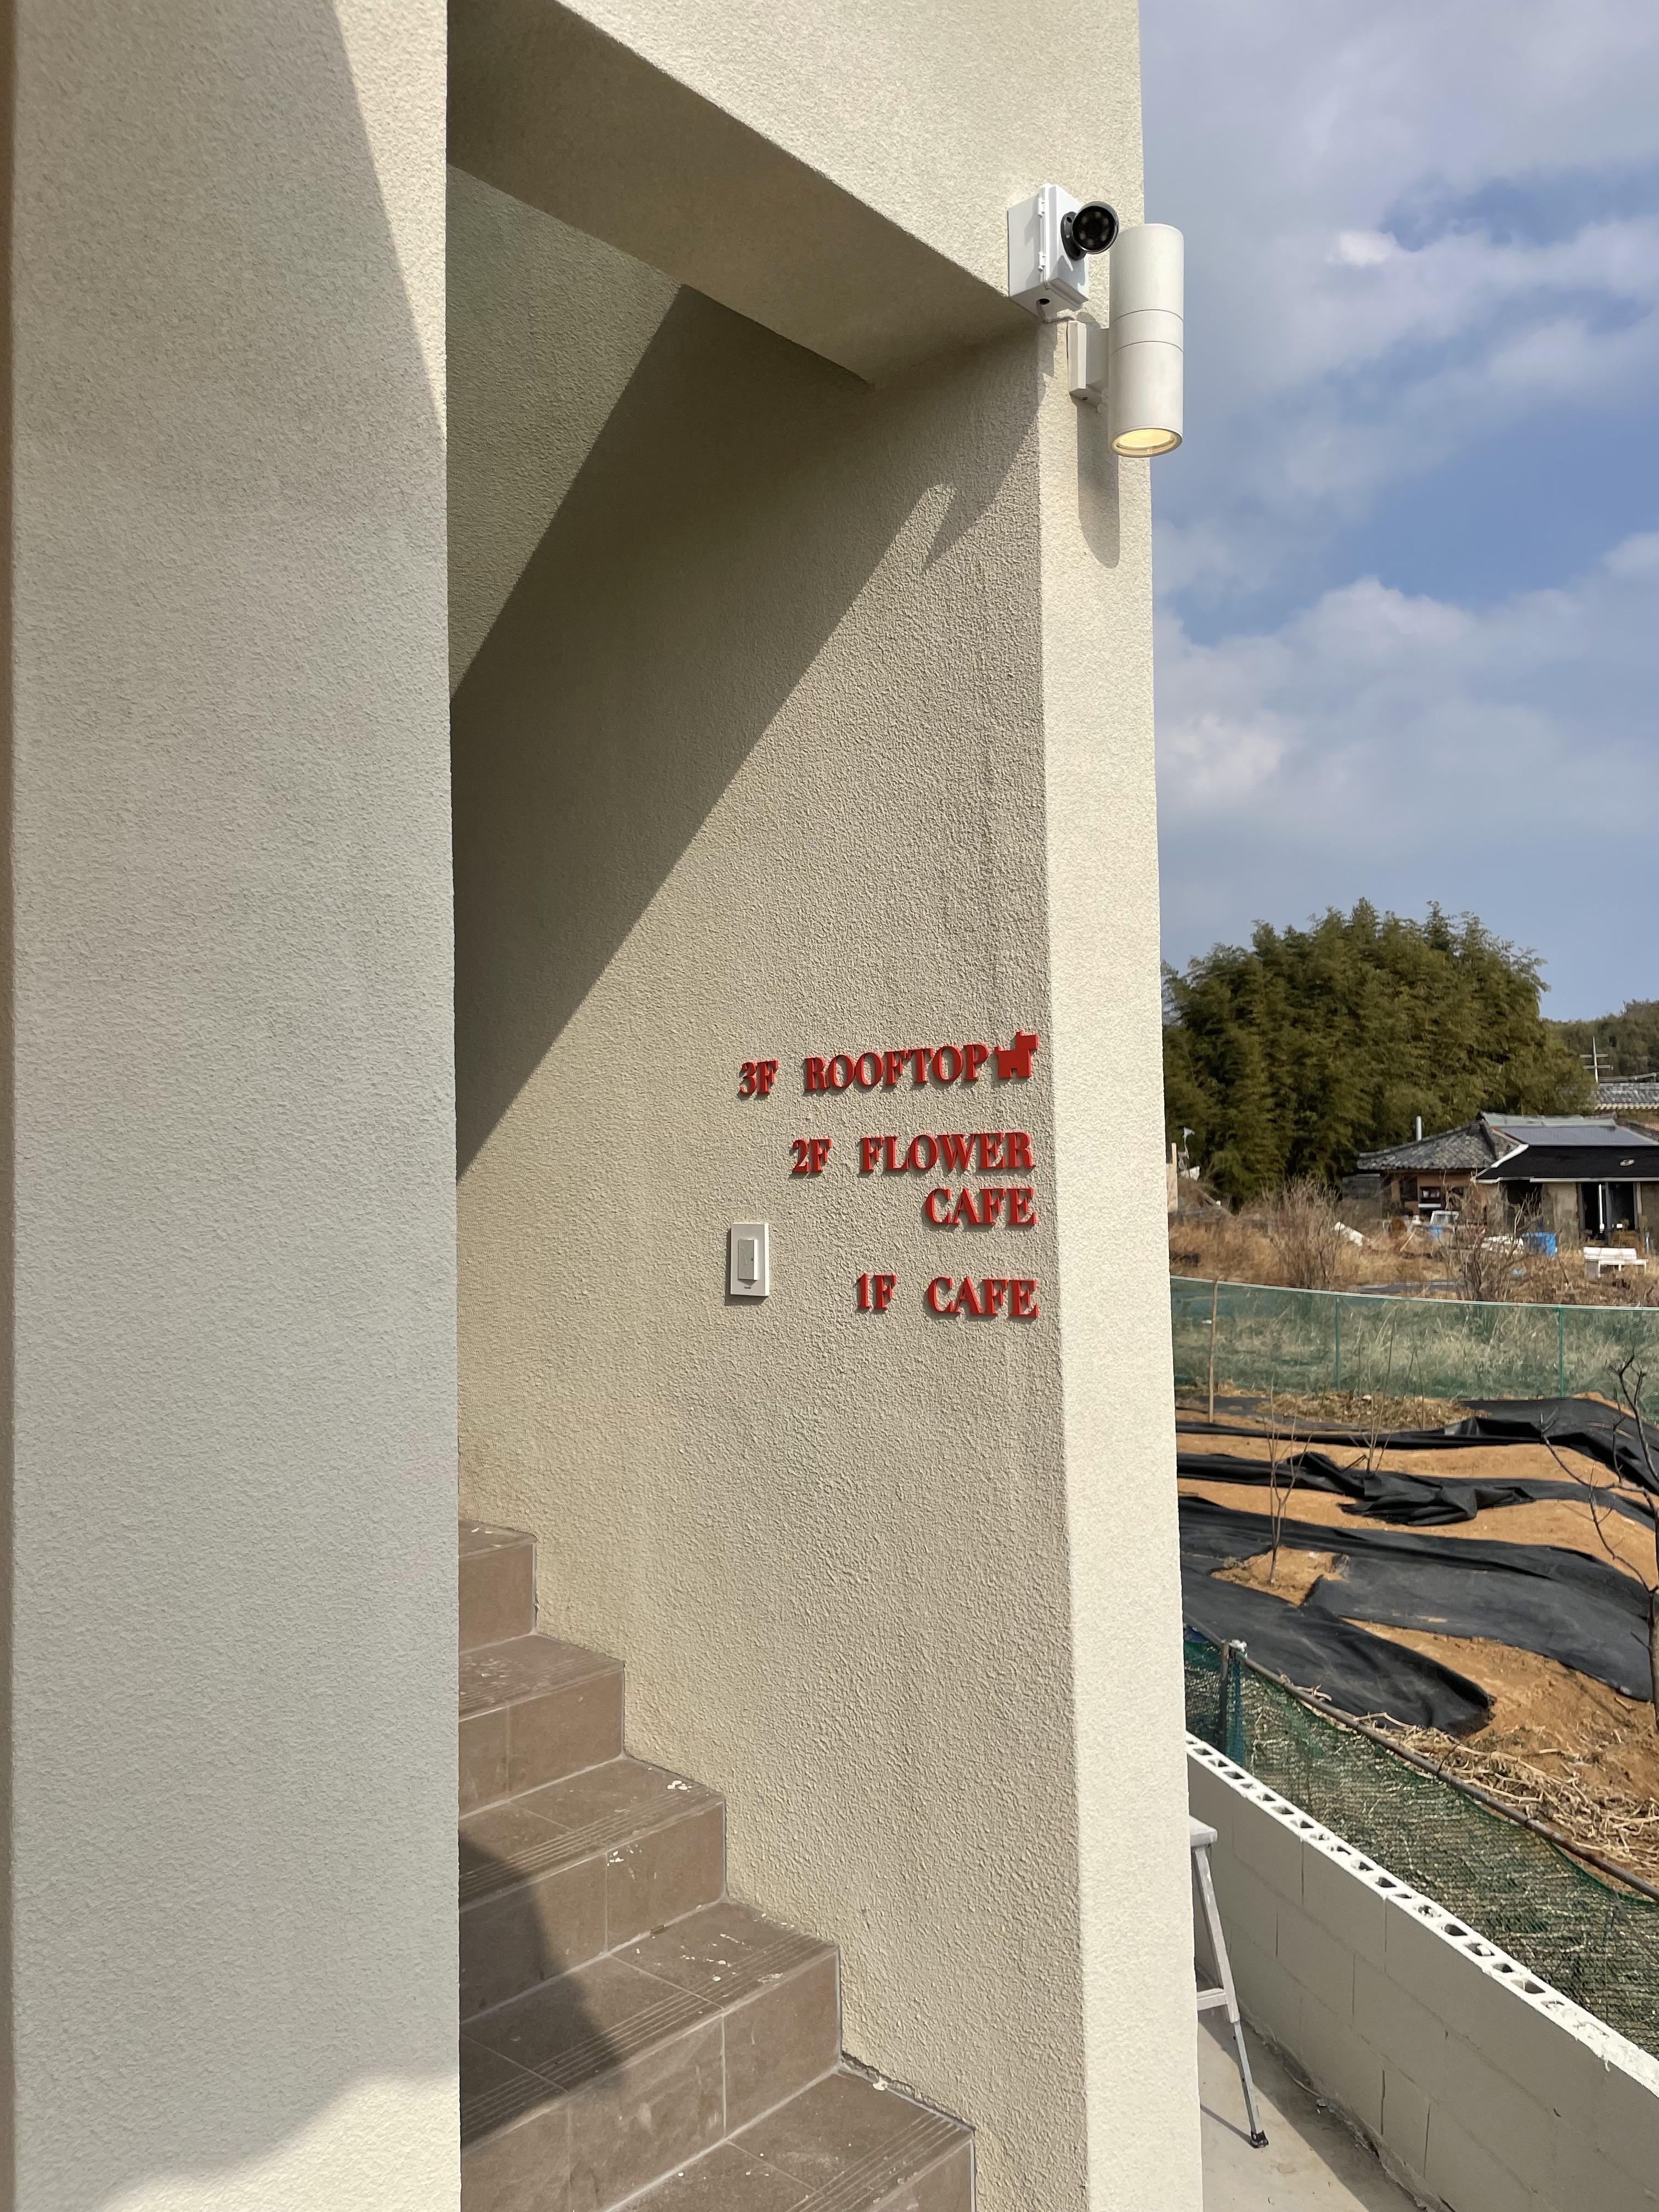 3F ROOFTOP
2F FLOWER
CAFE
1F CAFE